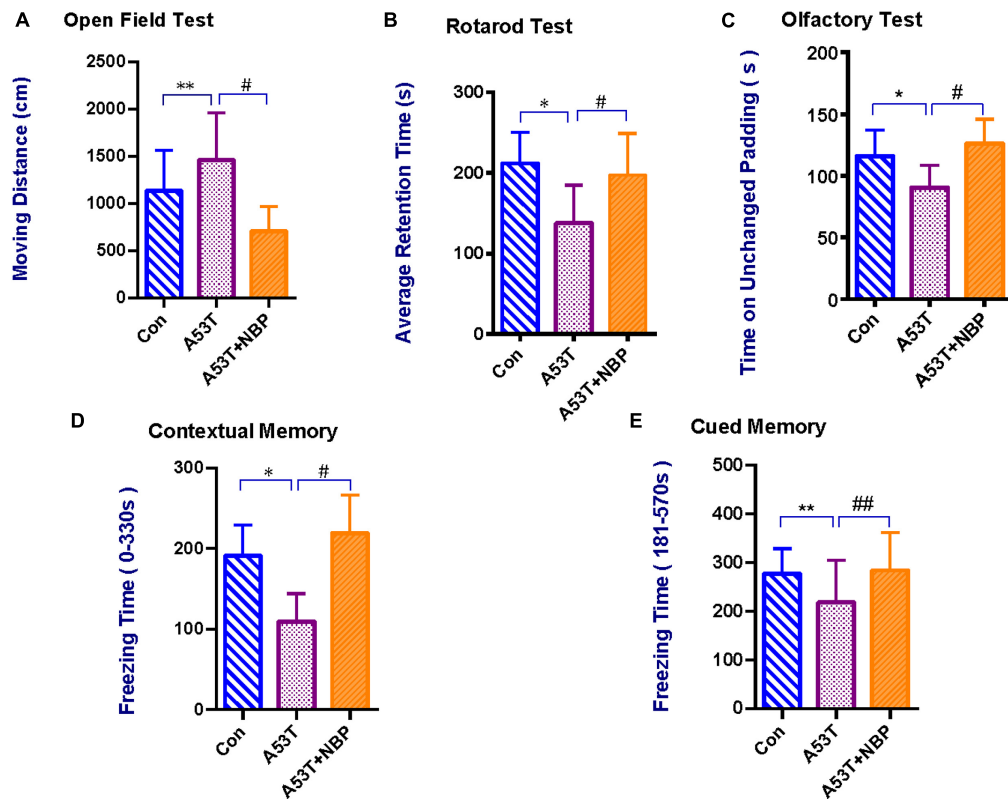 A Open Field Test
Moving Distance (cm)
2500
2000
1500
1000
500
0
** #
Con A53T A53T+NBP
B Rotarod Test
Average Retention Time (s)
300
200
100
0
* #
Con A53T A53T+NBP
C Olfactory Test
Time on Unchanged Padding ( s )
200
150
100
50
0
* #
Con A53T A53T+NBP
D Contextual Memory
Freezing Time ( 0-330s )
300
200
100
0
* #
Con A53T A53T+NBP
E Cued Memory
Freezing Time ( 181-570s )
500
400
300
200
100
0
** ##
Con A53T A53T+NBP